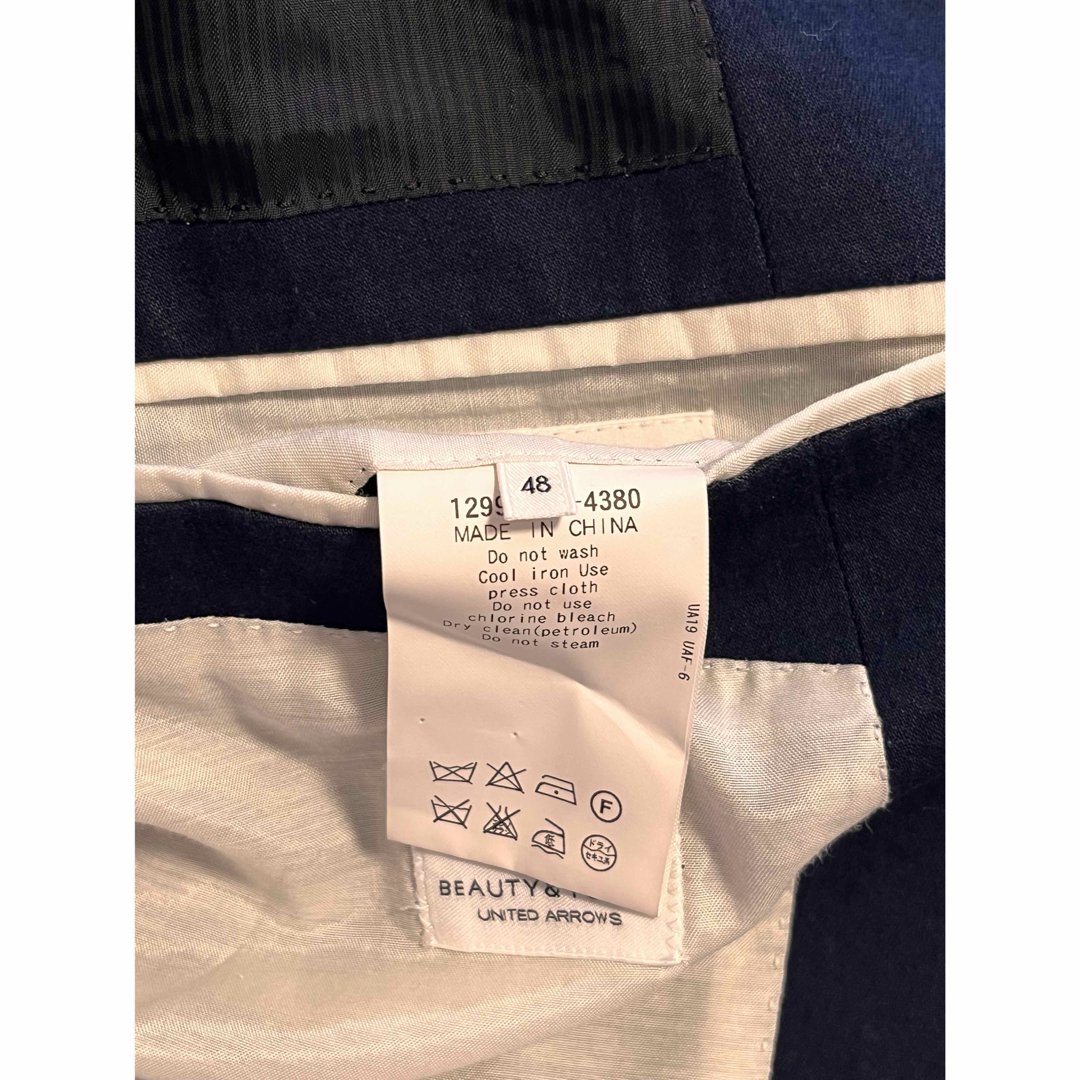 48
1299 -4380
MADE IN CHINA
Do not wash
Cool iron Use
press cloth
Do not use
chlorine bleach
Dry clean(petroleum)
Do not steam
UA19 UAF-6
F
低
ドライ
セキユ系
BEAUTY &
UNITED ARROWS